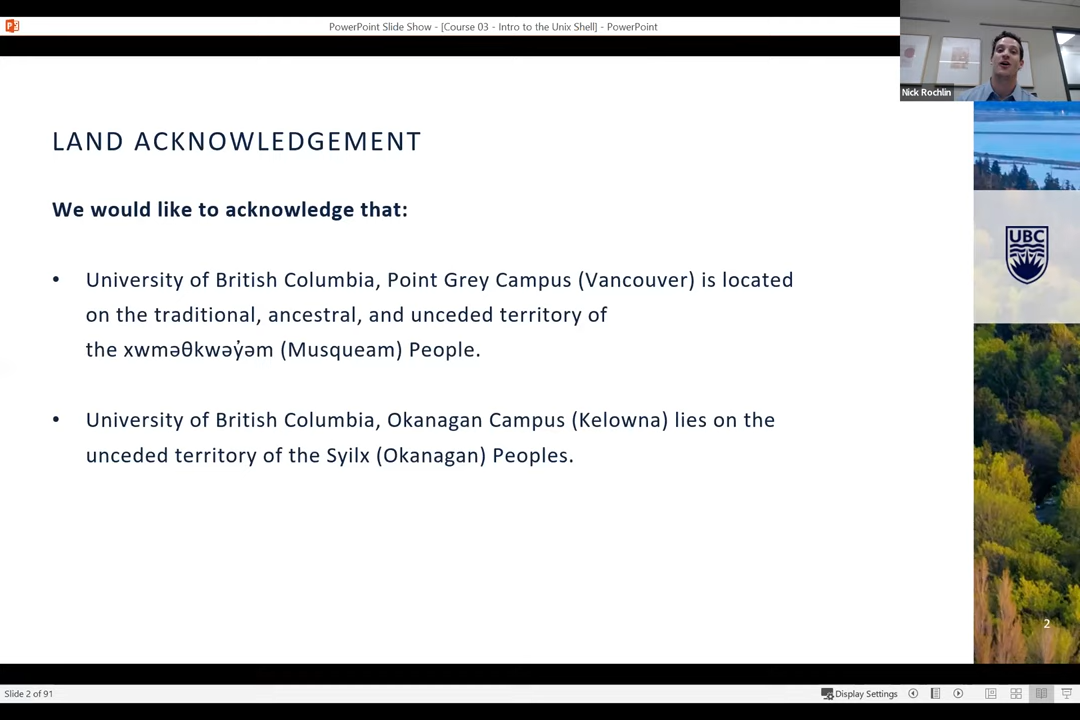 PowerPoint Slide Show - [Course 03 - Intro to the Unix Shell] - PowerPoint
Nick Rochlin
LAND ACKNOWLEDGEMENT
We would like to acknowledge that:
• University of British Columbia, Point Grey Campus (Vancouver) is located
on the traditional, ancestral, and unceded territory of
the xwməθkwəy̓əm (Musqueam) People.
• University of British Columbia, Okanagan Campus (Kelowna) lies on the
unceded territory of the Syilx (Okanagan) Peoples.
UBC
2
Slide 2 of 91
Display Settings